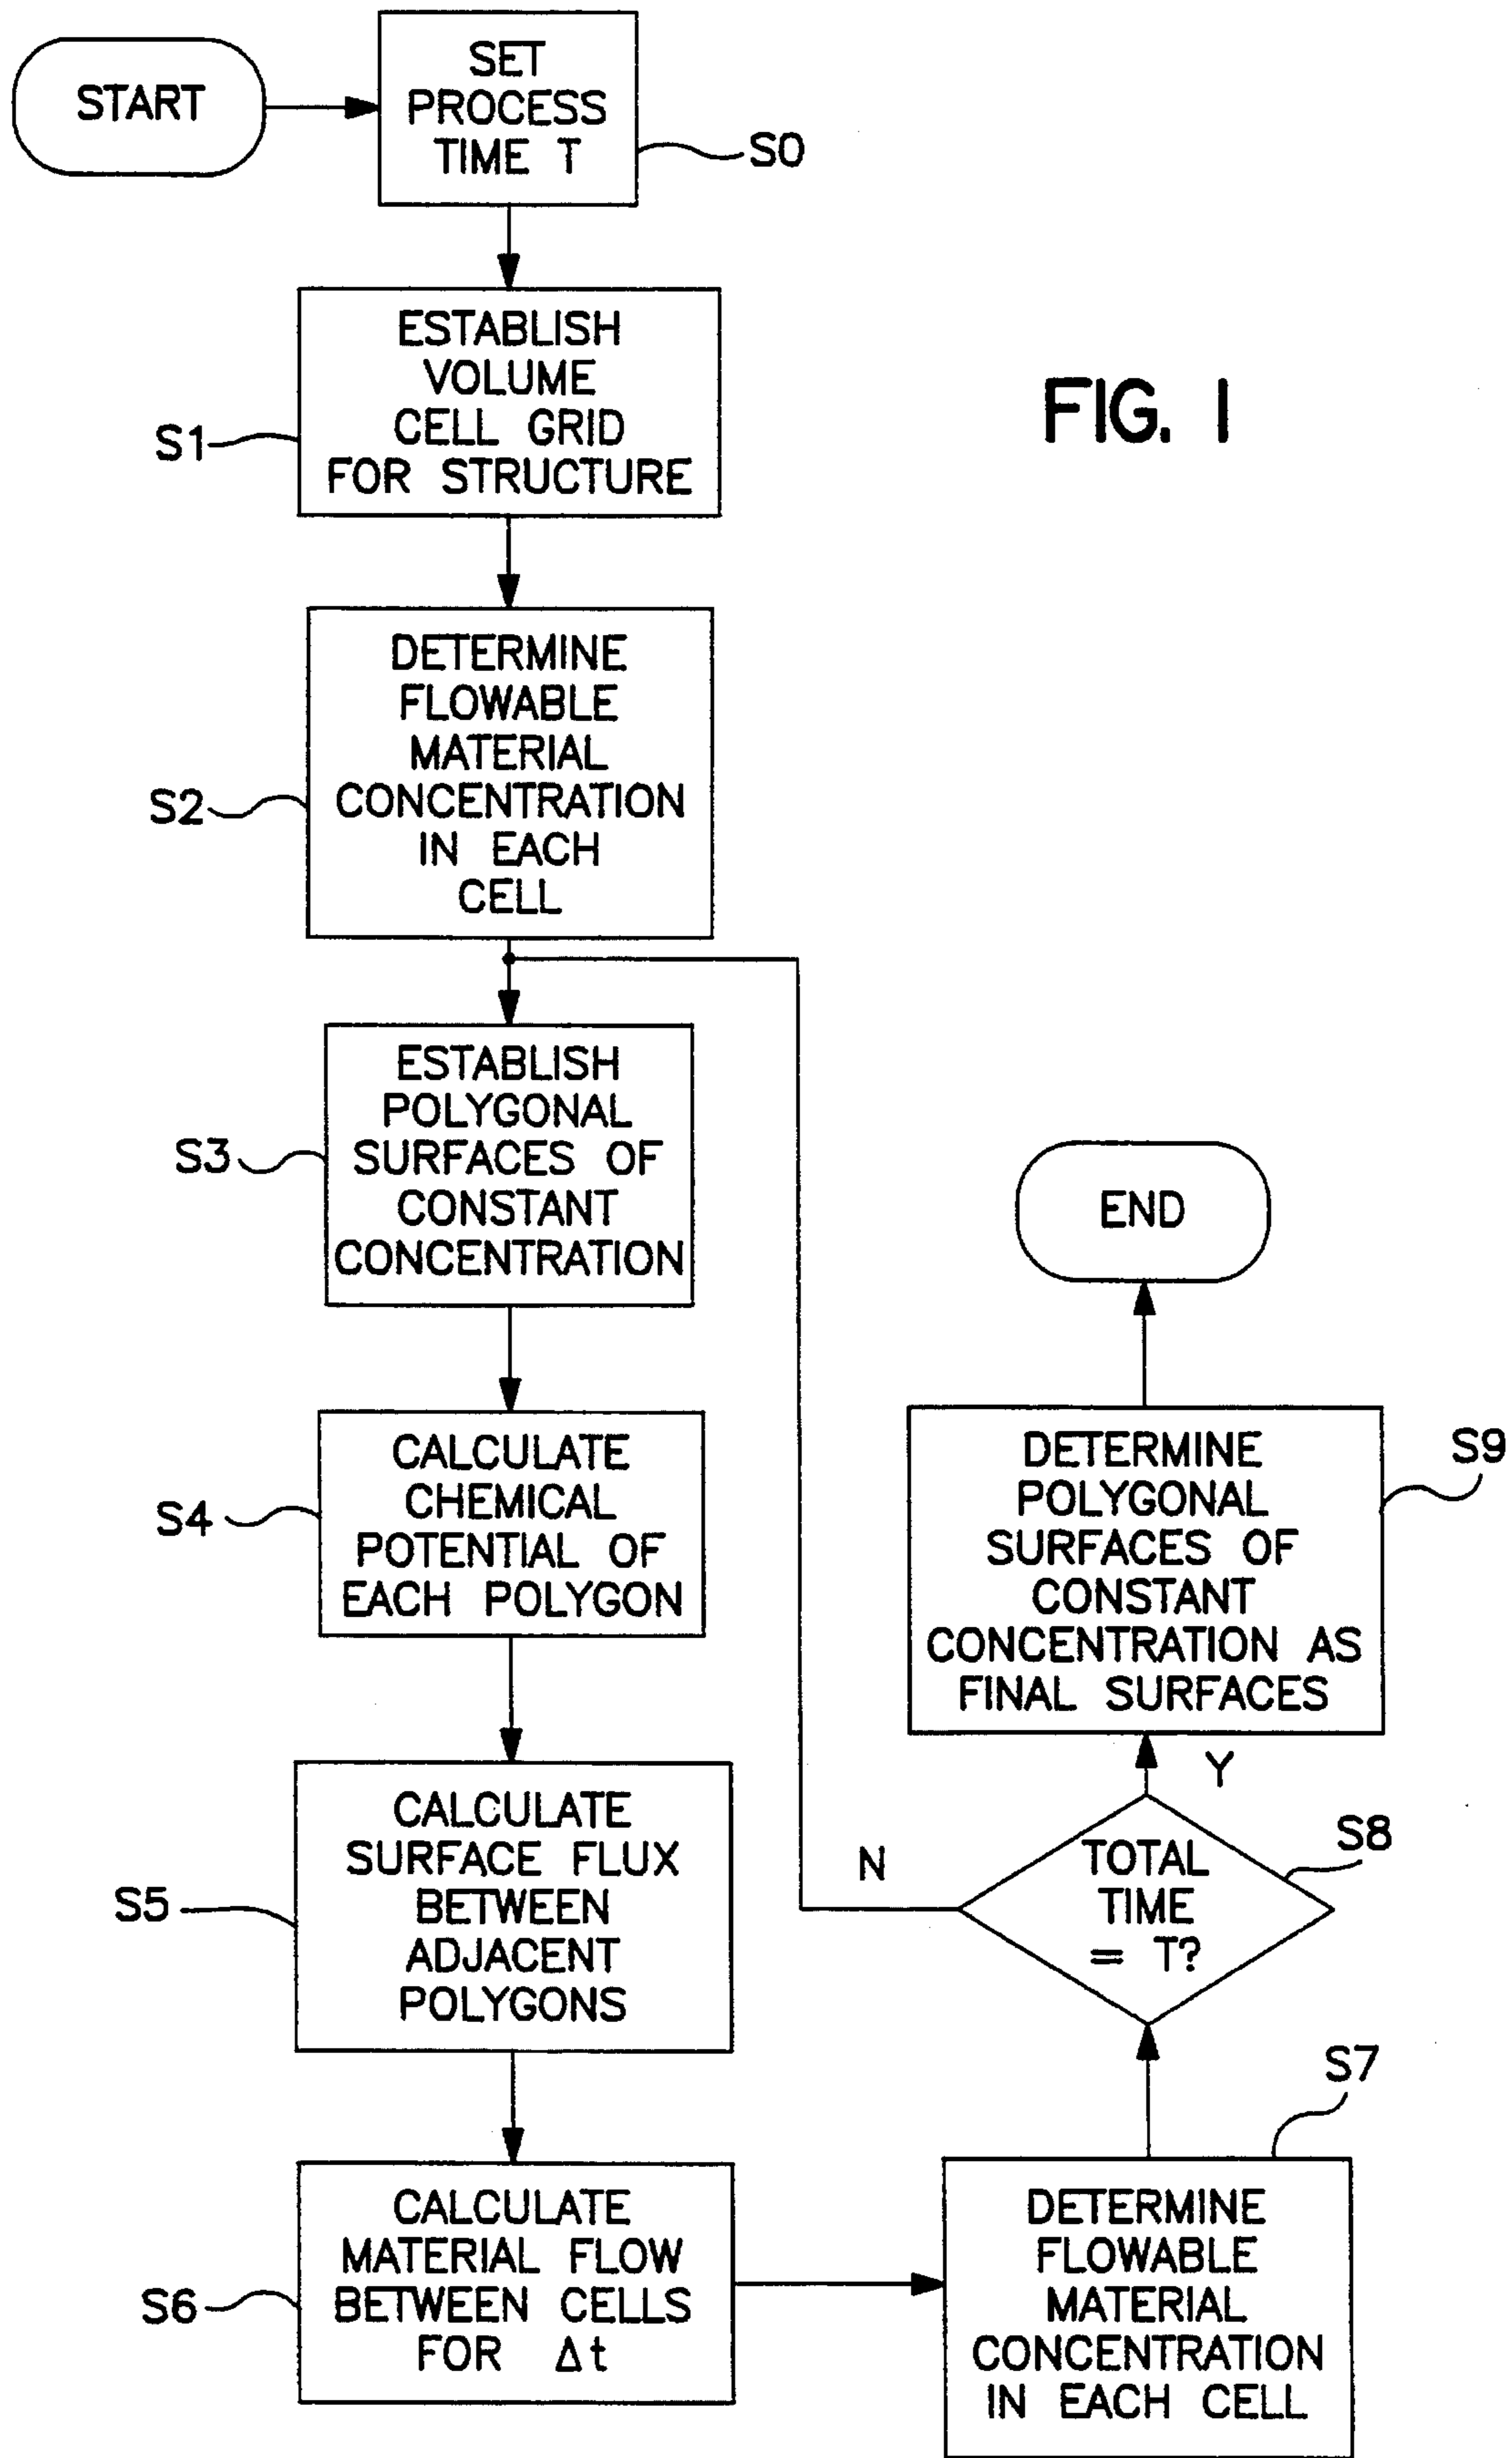 START
SET
PROCESS
TIME T
S0
ESTABLISH
VOLUME
CELL GRID
FOR STRUCTURE
S1
FIG. 1
DETERMINE
FLOWABLE
MATERIAL
CONCENTRATION
IN EACH
CELL
S2
ESTABLISH
POLYGONAL
SURFACES OF
CONSTANT
CONCENTRATION
S3
CALCULATE
CHEMICAL
POTENTIAL OF
EACH POLYGON
S4
CALCULATE
SURFACE FLUX
BETWEEN
ADJACENT
POLYGONS
S5
CALCULATE
MATERIAL FLOW
BETWEEN CELLS
FOR Δt
S6
DETERMINE
FLOWABLE
MATERIAL
CONCENTRATION
IN EACH CELL
S7
TOTAL
TIME
= T?
S8
N
Y
DETERMINE
POLYGONAL
SURFACES OF
CONSTANT
CONCENTRATION AS
FINAL SURFACES
S9
END